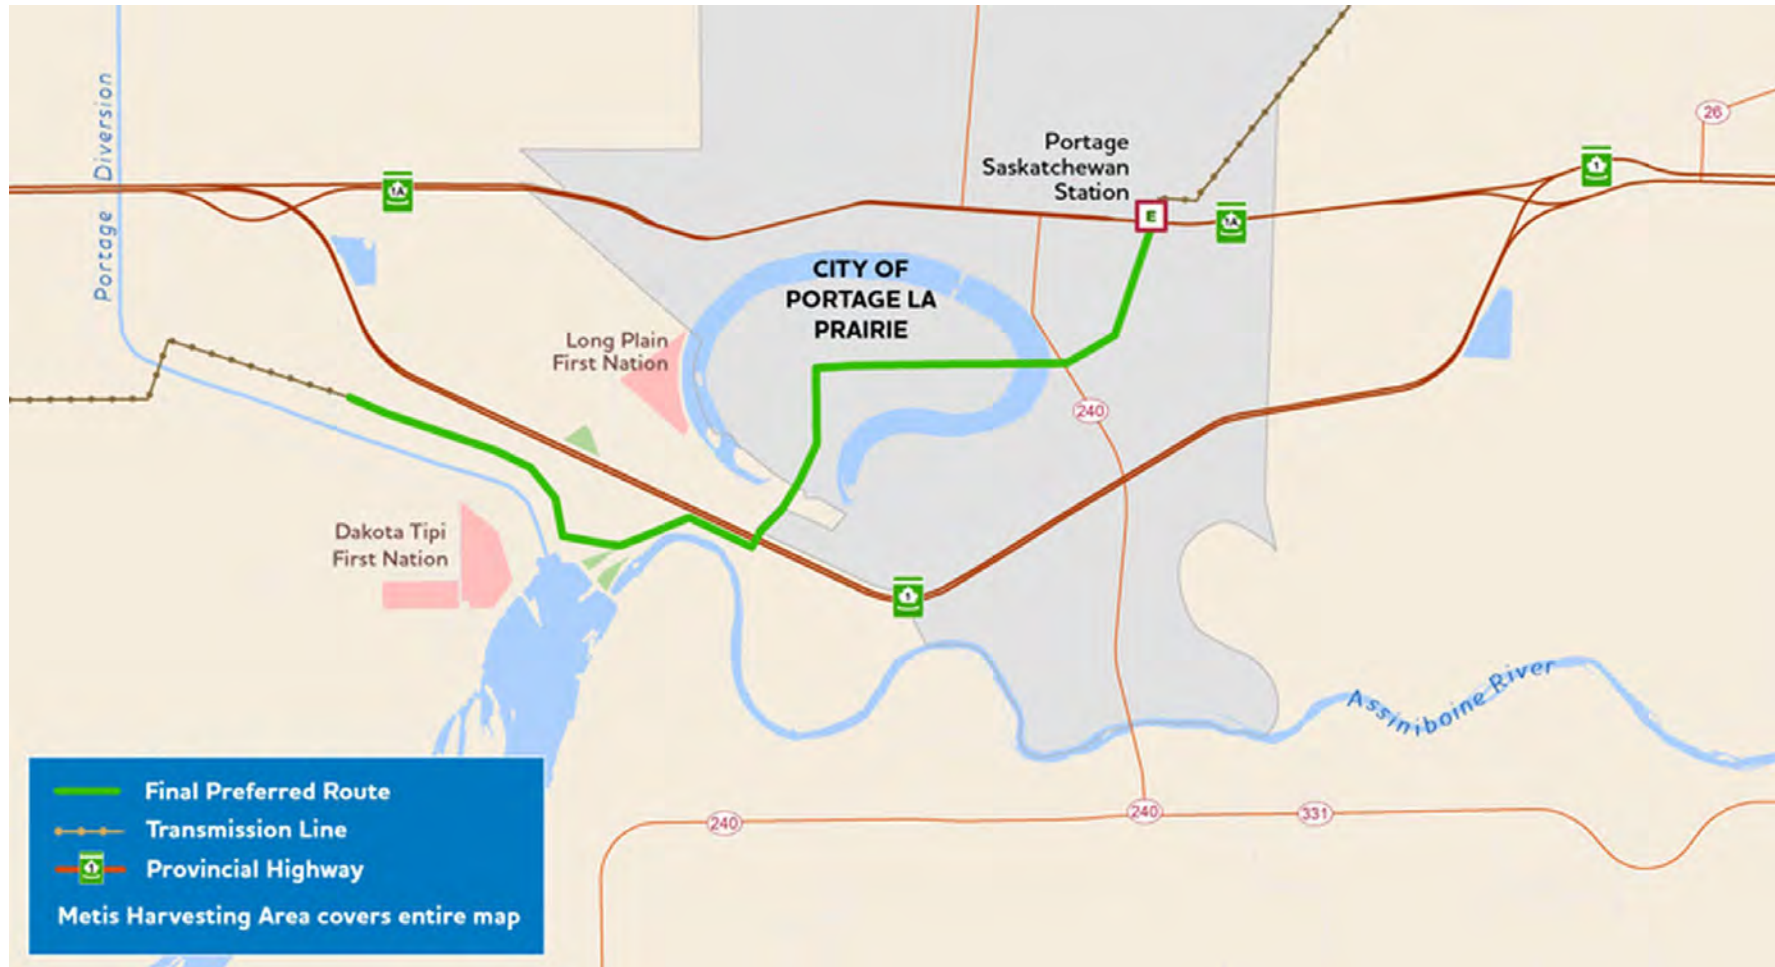 Portage Diversion
1A
Portage
Saskatchewan
Station
E
1A
1
26
CITY OF
PORTAGE LA
PRAIRIE
Long Plain
First Nation
240
Dakota Tipi
First Nation
1
Assiniboine River
240
240
331
Final Preferred Route
Transmission Line
1
Provincial Highway
Metis Harvesting Area covers entire map